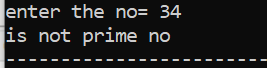 enter the no= 34
is not prime no
--------------------------------